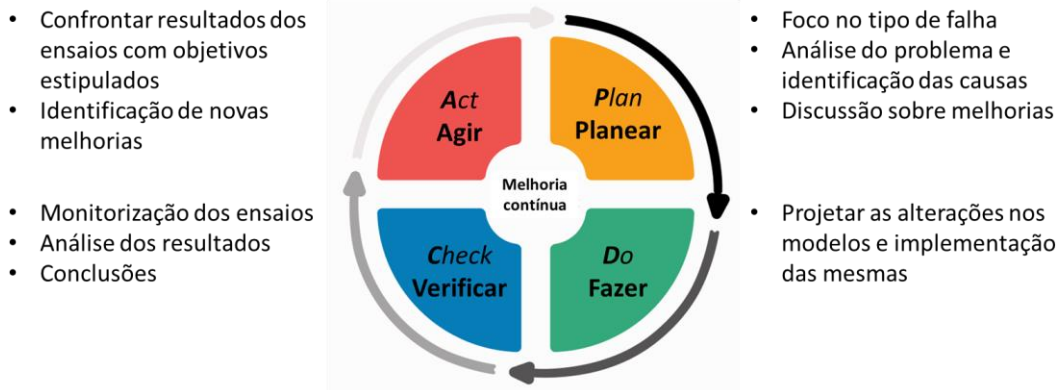 • Confrontar resultados dos
ensaios com objetivos
estipulados
• Identificação de novas
melhorias
• Monitorização dos ensaios
• Análise dos resultados
• Conclusões
Act
Agir
Plan
Planear
Melhoria
contínua
Check
Verificar
Do
Fazer
• Foco no tipo de falha
• Análise do problema e
identificação das causas
• Discussão sobre melhorias
• Projetar as alterações nos
modelos e implementação
das mesmas